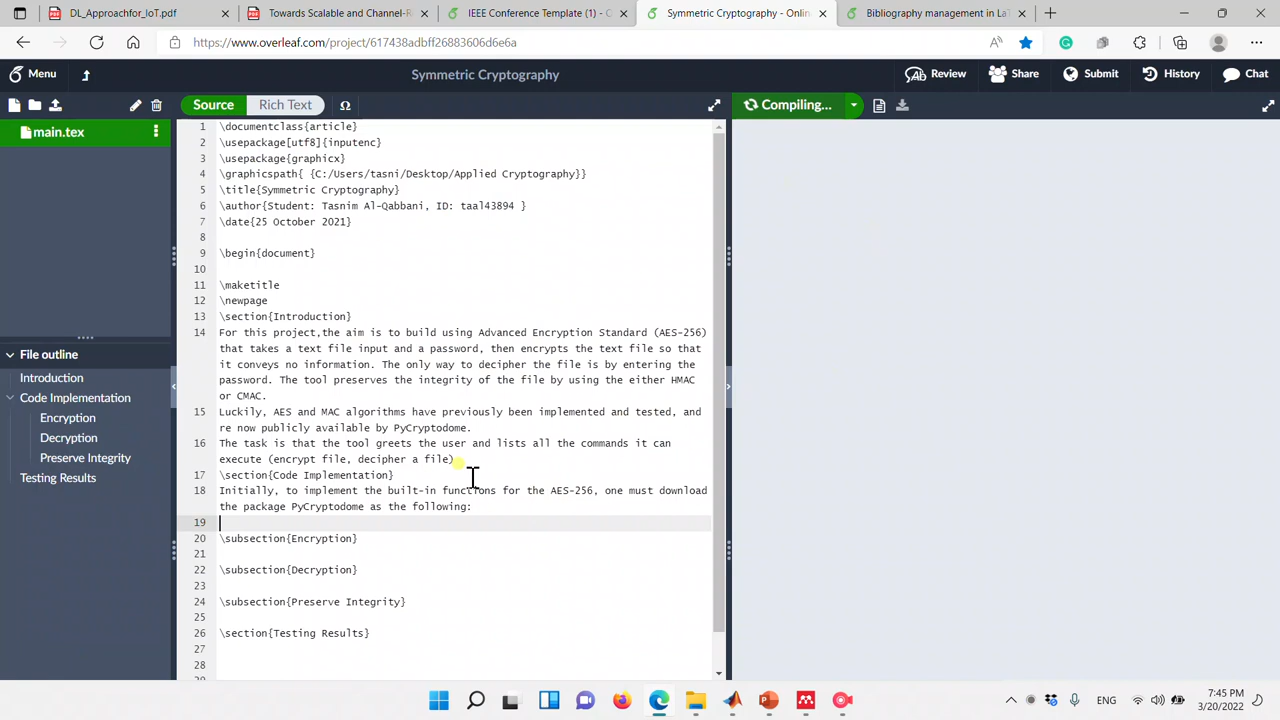 DL_Approachfor_IoT.pdf
Towards Scalable and Channel-R
IEEE Conference Template (1) - O
Symmetric Cryptography - Onlin
Bibliography management in LaT
https://www.overleaf.com/project/617438adbff26883606d6e6a
Menu
Symmetric Cryptography
Review
Share
Submit
History
Chat
Source
Rich Text
Ω
Compiling...
main.tex
File outline
Introduction
Code Implementation
Encryption
Decryption
Preserve Integrity
Testing Results
1 \documentclass{article}
2 \usepackage[utf8]{inputenc}
3 \usepackage{graphicx}
4 \graphicspath{ {C:/Users/tasni/Desktop/Applied Cryptography}}
5 \title{Symmetric Cryptography}
6 \author{Student: Tasnim Al-Qabbani, ID: taal43894 }
7 \date{25 October 2021}
8
9 \begin{document}
10
11 \maketitle
12 \newpage
13 \section{Introduction}
14 For this project,the aim is to build using Advanced Encryption Standard (AES-256)
that takes a text file input and a password, then encrypts the text file so that
it conveys no information. The only way to decipher the file is by entering the
password. The tool preserves the integrity of the file by using the either HMAC
or CMAC.
15 Luckily, AES and MAC algorithms have previously been implemented and tested, and
re now publicly available by PyCryptodome.
16 The task is that the tool greets the user and lists all the commands it can
execute (encrypt file, decipher a file)
17 \section{Code Implementation}
18 Initially, to implement the built-in functions for the AES-256, one must download
the package PyCryptodome as the following:
19
20 \subsection{Encryption}
21
22 \subsection{Decryption}
23
24 \subsection{Preserve Integrity}
25
26 \section{Testing Results}
27
28
ENG
7:45 PM
3/20/2022